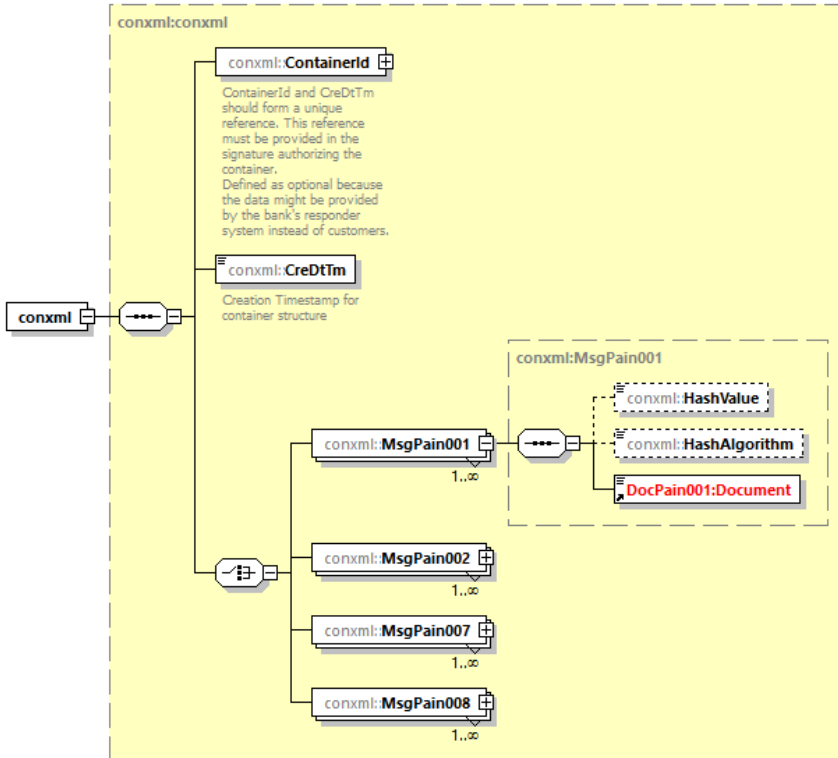 conxml:conxml
conxml::ContainerId
ContainerId and CreDtTm
should form a unique
reference. This reference
must be provided in the
signature authorizing the
container.
Defined as optional because
the data might be provided
by the bank's responder
system instead of customers.
conxml::CreDtTm
Creation Timestamp for
container structure
conxml
conxml:MsgPain001
conxml::HashValue
conxml::MsgPain001
conxml::HashAlgorithm
1..∞
DocPain001:Document
conxml::MsgPain002
1..∞
conxml::MsgPain007
1..∞
conxml::MsgPain008
1..∞